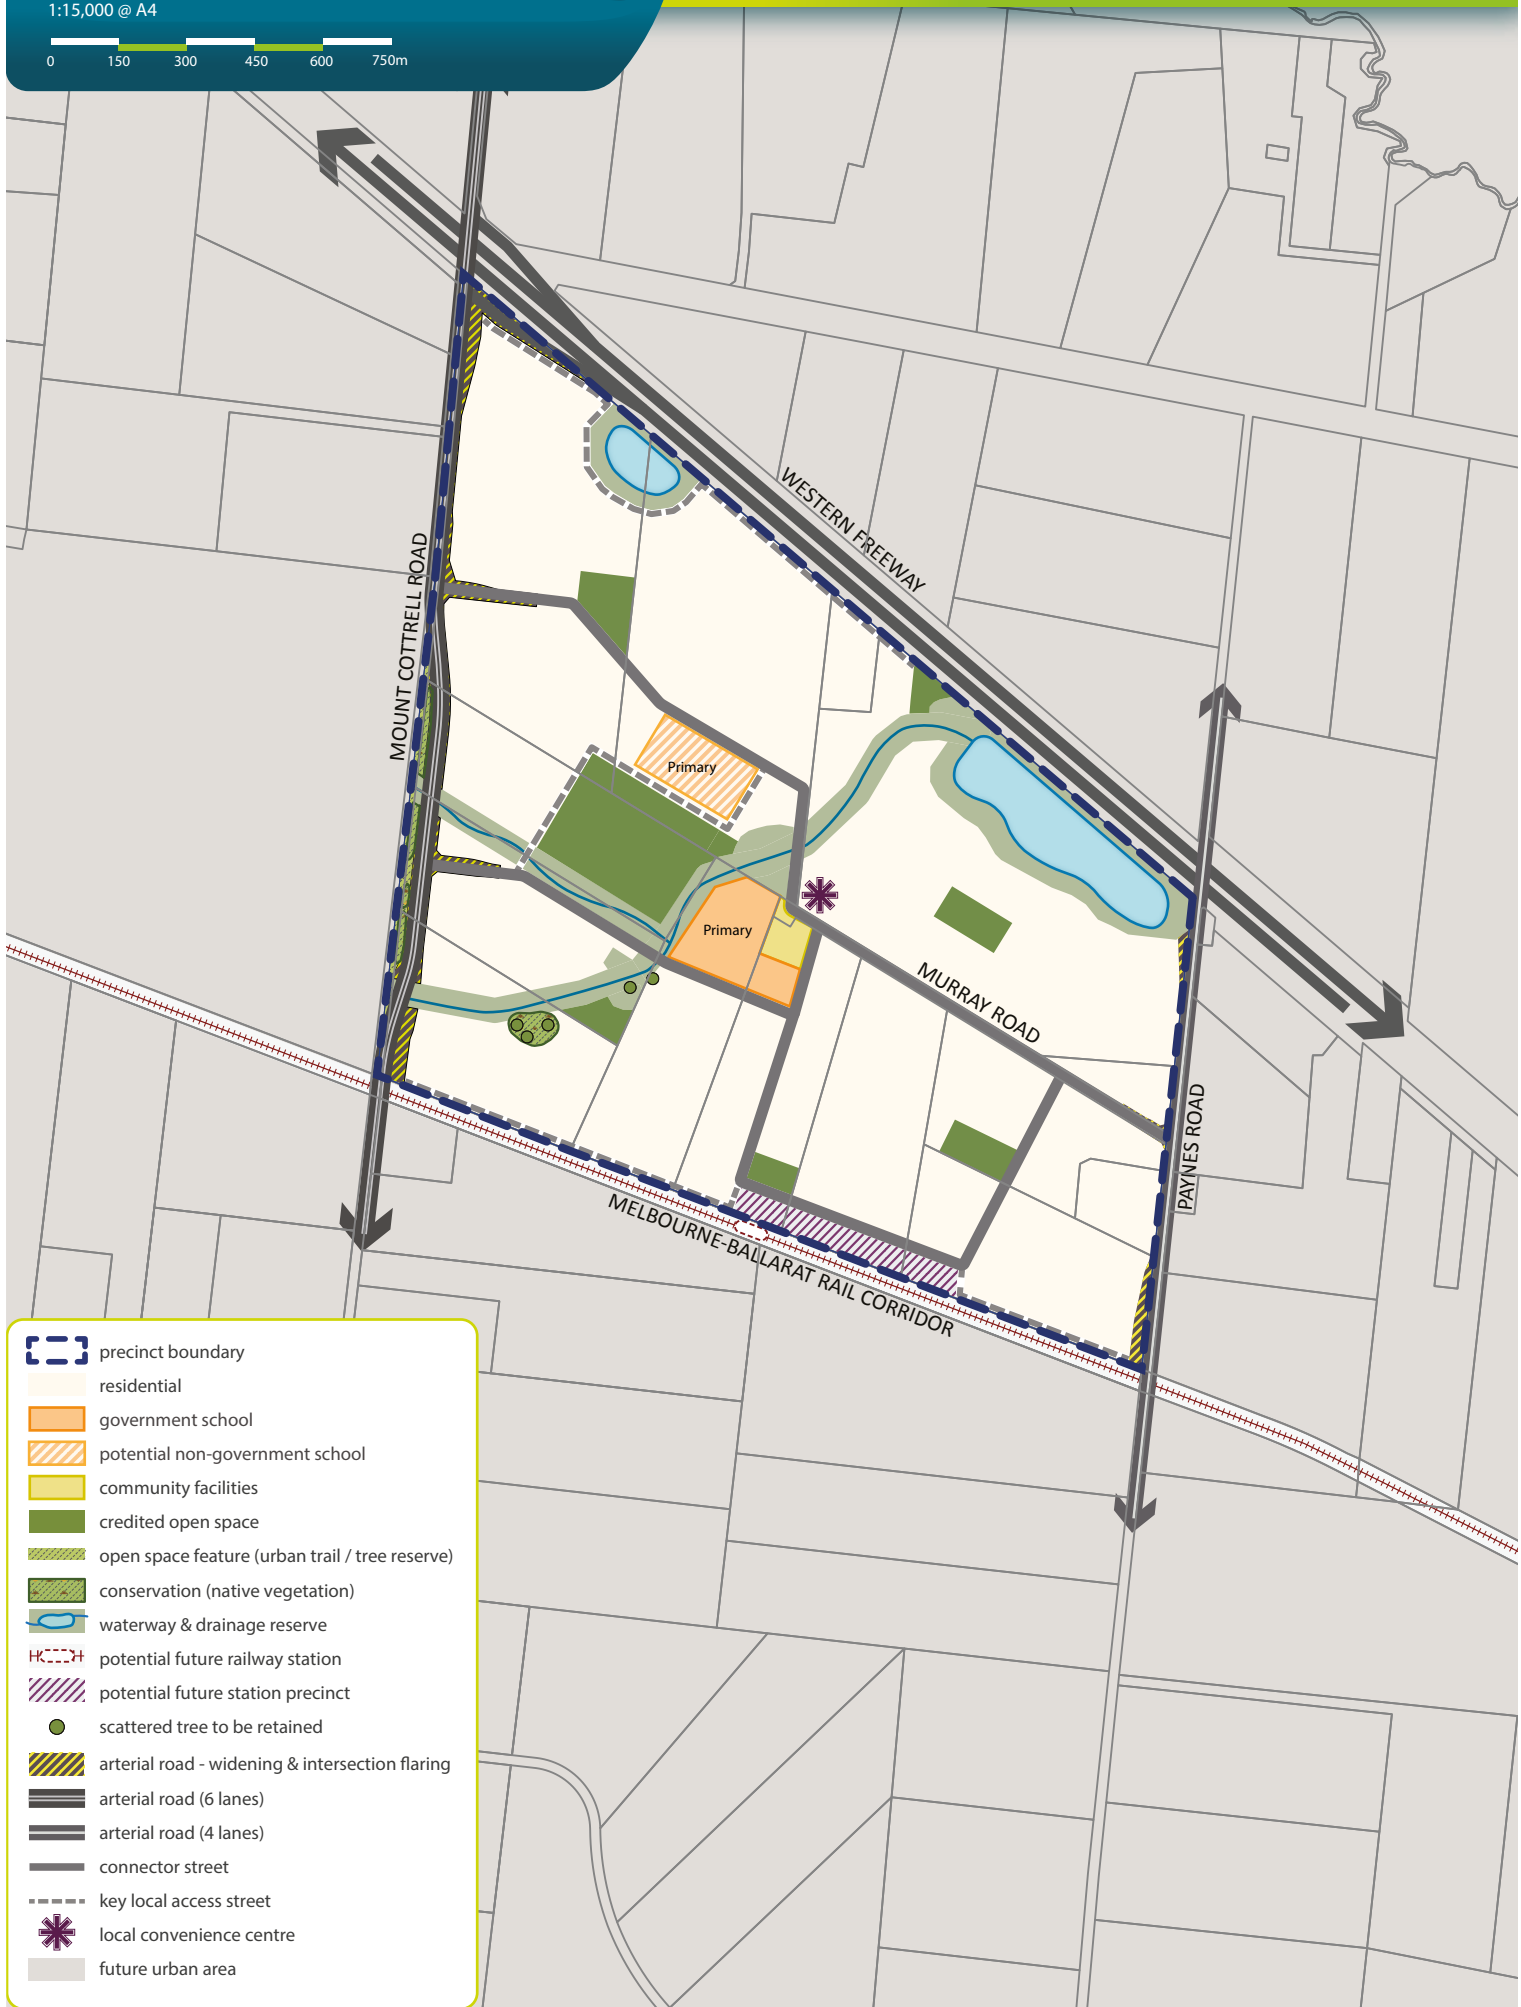 1:15,000 @ A4
0 150 300 450 600 750m
WESTERN FREEWAY
MOUNT COTTRELL ROAD
Primary
Primary
MURRAY ROAD
PAYNES ROAD
MELBOURNE-BALLARAT RAIL CORRIDOR
precinct boundary
residential
government school
potential non-government school
community facilities
credited open space
open space feature (urban trail / tree reserve)
conservation (native vegetation)
waterway & drainage reserve
potential future railway station
potential future station precinct
scattered tree to be retained
arterial road - widening & intersection flaring
arterial road (6 lanes)
arterial road (4 lanes)
connector street
key local access street
local convenience centre
future urban area